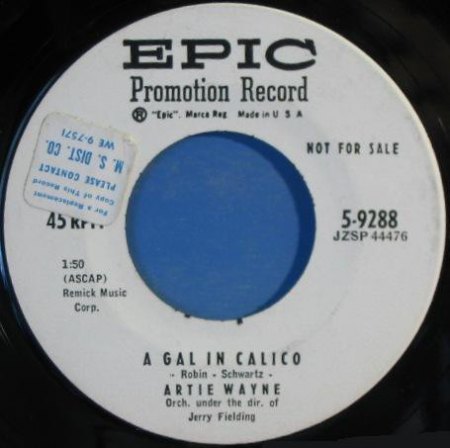 EPIC
Promotion Record
® "Epic". Marca Reg. Made in U S A
NOT FOR SALE
For a Replacement
Copy of This Record
PLEASE CONTACT
M. S. DIST. CO.
WE 9-7571
45 RPM
5-9288
JZSP 44476
1:50
(ASCAP)
Remick Music
Corp.
A GAL IN CALICO
- Robin - Schwartz -
ARTIE WAYNE
Orch. under the dir. of
Jerry Fielding